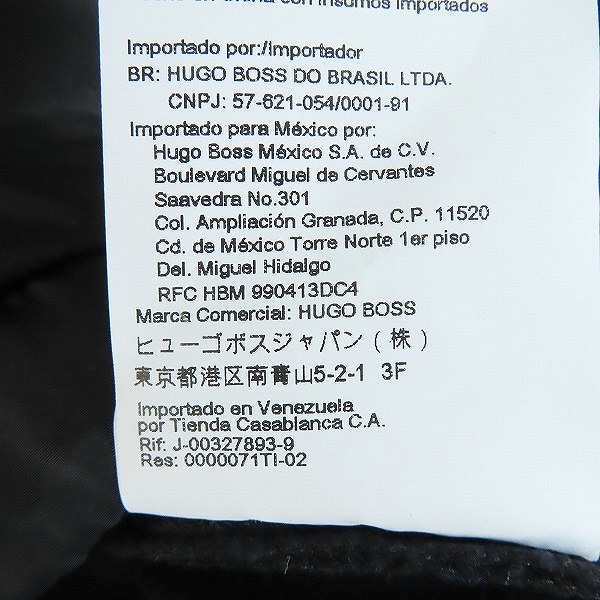 con insumos importados
Importado por:/Importador
BR: HUGO BOSS DO BRASIL LTDA.
CNPJ: 57-621-054/0001-91
Importado para México por:
Hugo Boss México S.A. de C.V.
Boulevard Miguel de Cervantes
Saavedra No.301
Col. Ampliación Granada, C.P. 11520
Cd. de México Torre Norte 1er piso
Del. Miguel Hidalgo
RFC HBM 990413DC4
Marca Comercial: HUGO BOSS
ヒューゴボスジャパン(株)
東京都港区南青山5-2-1 3F
Importado en Venezuela
por Tienda Casablanca C.A.
Rif: J-00327893-9
Res: 0000071TI-02